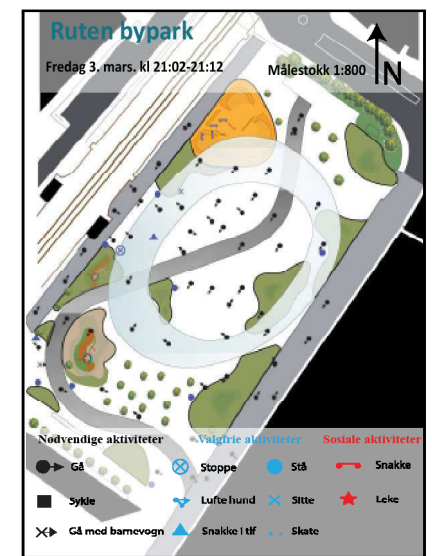 Ruten bypark
Fredag 3. mars. kl 21:02-21:12
Målestokk 1:800
N
Nødvendige aktiviteter
Valgfrie aktiviteter
Sosiale aktiviteter
Gå
Stoppe
Stå
Snakke
Sykle
Lufte hund
Sitte
Leke
Gå med barnevogn
Snakke i tlf
Skate